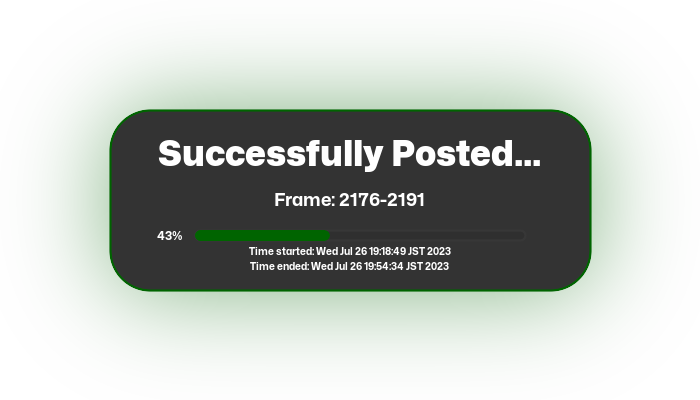 Successfully Posted...
Frame: 2176-2191
43%
Time started: Wed Jul 26 19:18:49 JST 2023
Time ended: Wed Jul 26 19:54:34 JST 2023